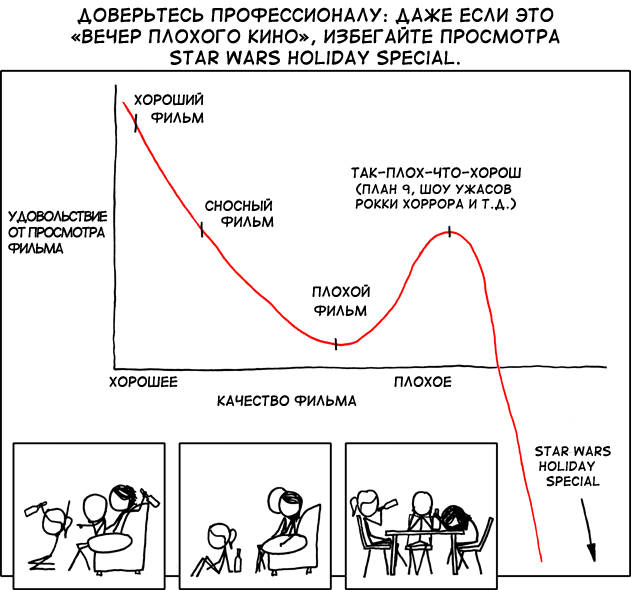 ДОВЕРЬТЕСЬ ПРОФЕССИОНАЛУ: ДАЖЕ ЕСЛИ ЭТО
«ВЕЧЕР ПЛОХОГО КИНО», ИЗБЕГАЙТЕ ПРОСМОТРА
STAR WARS HOLIDAY SPECIAL.
ХОРОШИЙ
ФИЛЬМ
СНОСНЫЙ
ФИЛЬМ
ТАК-ПЛОХ-ЧТО-ХОРОШ
(ПЛАН 9, ШОУ УЖАСОВ
РОККИ ХОРРОРА И Т.Д.)
УДОВОЛЬСТВИЕ
ОТ ПРОСМОТРА
ФИЛЬМА
ПЛОХОЙ
ФИЛЬМ
ХОРОШЕЕ
ПЛОХОЕ
КАЧЕСТВО ФИЛЬМА
STAR WARS
HOLIDAY
SPECIAL